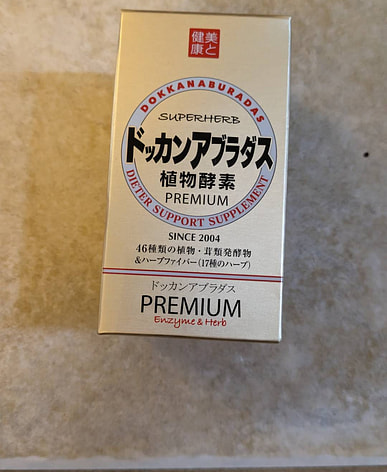 美と
健康
DOKKANABURADAS
SUPERHERB
ドッカンアブラダス
植物酵素
PREMIUM
DIETER SUPPORT SUPPLEMENT
SINCE 2004
46種類の植物・茸類発酵物
&ハーブファイバー(17種のハーブ)
ドッカンアブラダス
PREMIUM
Enzyme & Herb